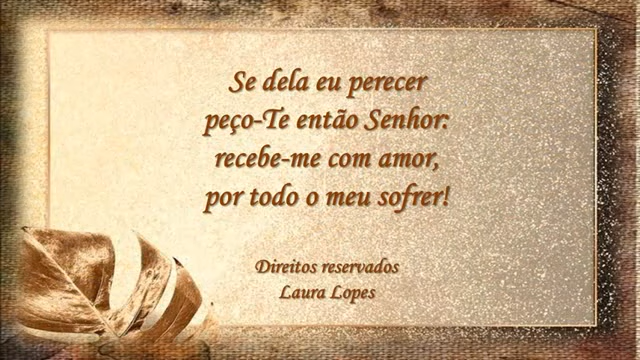 Se dela eu perecer
peço-Te então Senhor:
recebe-me com amor,
por todo o meu sofrer!
Direitos reservados
Laura Lopes